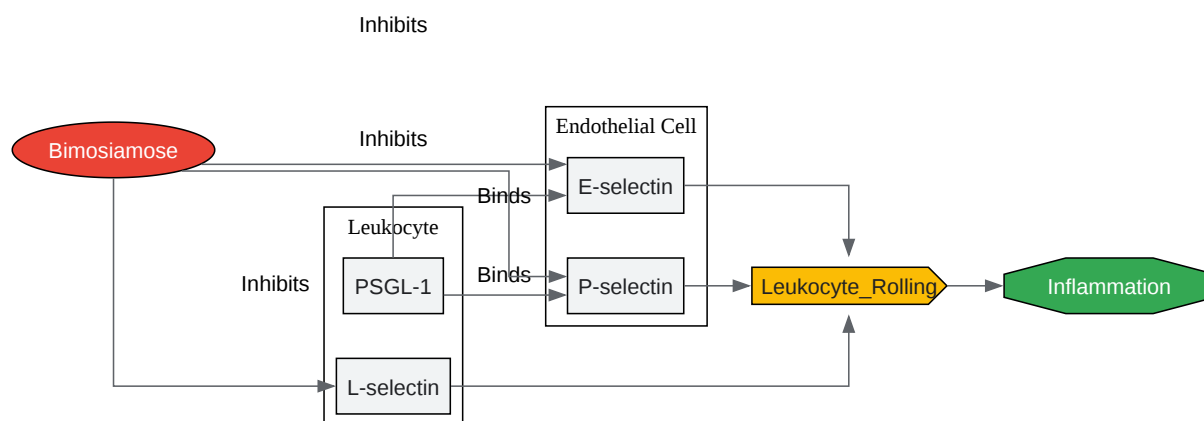 Inhibits
Inhibits
Endothelial Cell
Bimosiamose
E-selectin
Binds
Leukocyte
Binds
Inhibits
PSGL-1
P-selectin
Leukocyte_Rolling
Inflammation
L-selectin